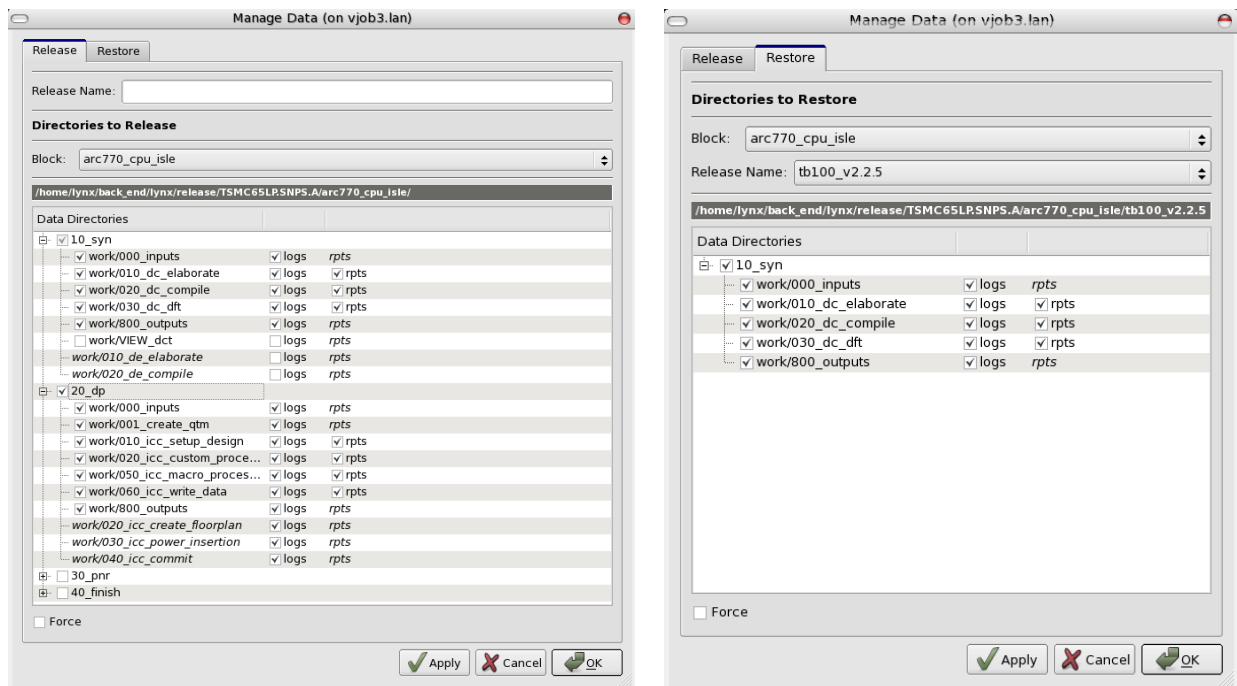 Manage Data (on vjob3.lan)
Release Restore
Release Name:
Directories to Release
Block: arc770_cpu_isle
/home/lynx/back_end/lynx/release/TSMC65LP.SNPS.A/arc770_cpu_isle/
Data Directories
10_syn
work/000_inputs logs rpts
work/010_dc_elaborate logs rpts
work/020_dc_compile logs rpts
work/030_dc_dft logs rpts
work/800_outputs logs rpts
work/VIEW_dct logs rpts
work/010_de_elaborate logs rpts
work/020_de_compile logs rpts
20_dp
work/000_inputs logs rpts
work/001_create_qtm logs rpts
work/010_icc_setup_design logs rpts
work/020_icc_custom_proce... logs rpts
work/050_icc_macro_proces... logs rpts
work/060_icc_write_data logs rpts
work/800_outputs logs rpts
work/020_icc_create_floorplan logs rpts
work/030_icc_power_insertion logs rpts
work/040_icc_commit logs rpts
30_pnr
40_finish
Force
Apply Cancel OK
Manage Data (on vjob3.lan)
Release Restore
Directories to Restore
Block: arc770_cpu_isle
Release Name: tb100_v2.2.5
/home/lynx/back_end/lynx/release/TSMC65LP.SNPS.A/arc770_cpu_isle/tb100_v2.2.5
Data Directories
10_syn
work/000_inputs logs rpts
work/010_dc_elaborate logs rpts
work/020_dc_compile logs rpts
work/030_dc_dft logs rpts
work/800_outputs logs rpts
Force
Apply Cancel OK